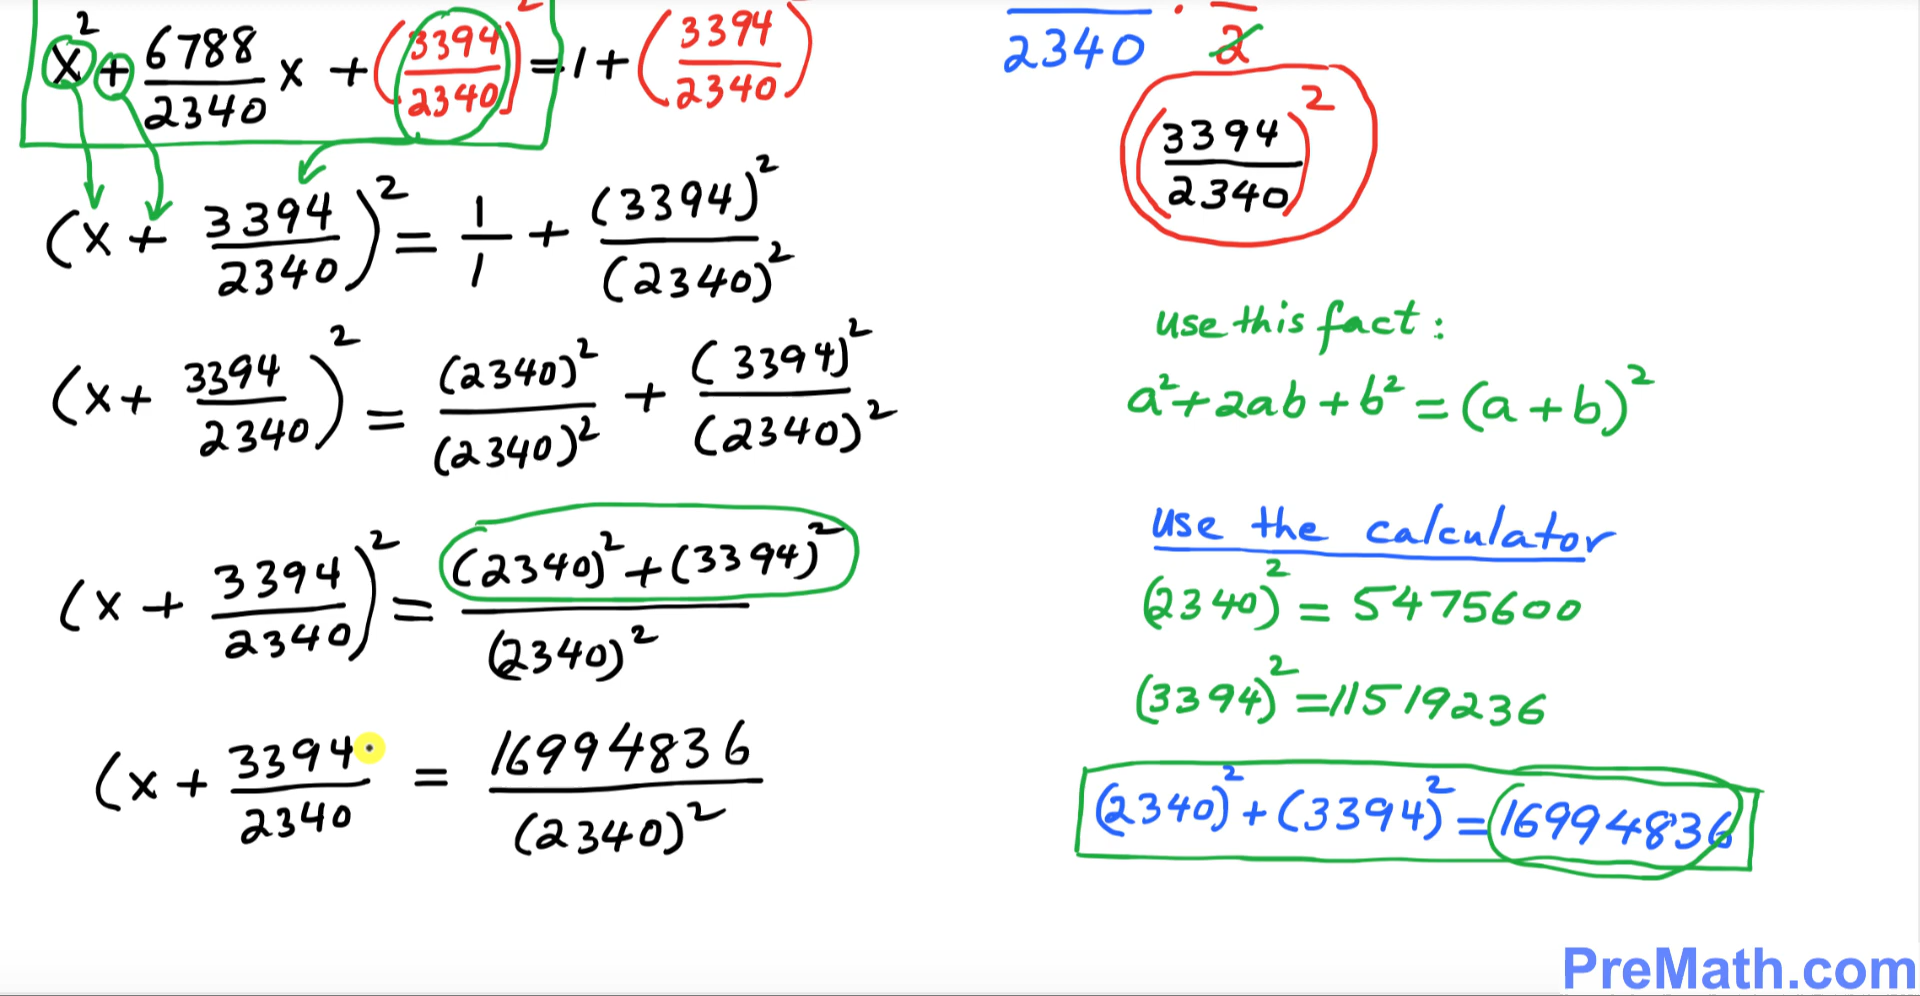 x² + 6788/2340 x + (3394/2340)² = 1 + (3394/2340)
(x + 3394/2340)² = 1/1 + (3394)²/(2340)²
(x + 3394/2340)² = (2340)²/(2340)² + (3394)²/(2340)²
(x + 3394/2340)² = (2340)² + (3394)²/(2340)²
(x + 3394/2340 = 16994836/(2340)²
2340 · 2
(3394/2340)²
use this fact:
a² + 2ab + b² = (a + b)²
use the calculator
(2340)² = 5475600
(3394)² = 11519236
(2340)² + (3394)² = 16994836
PreMath.com